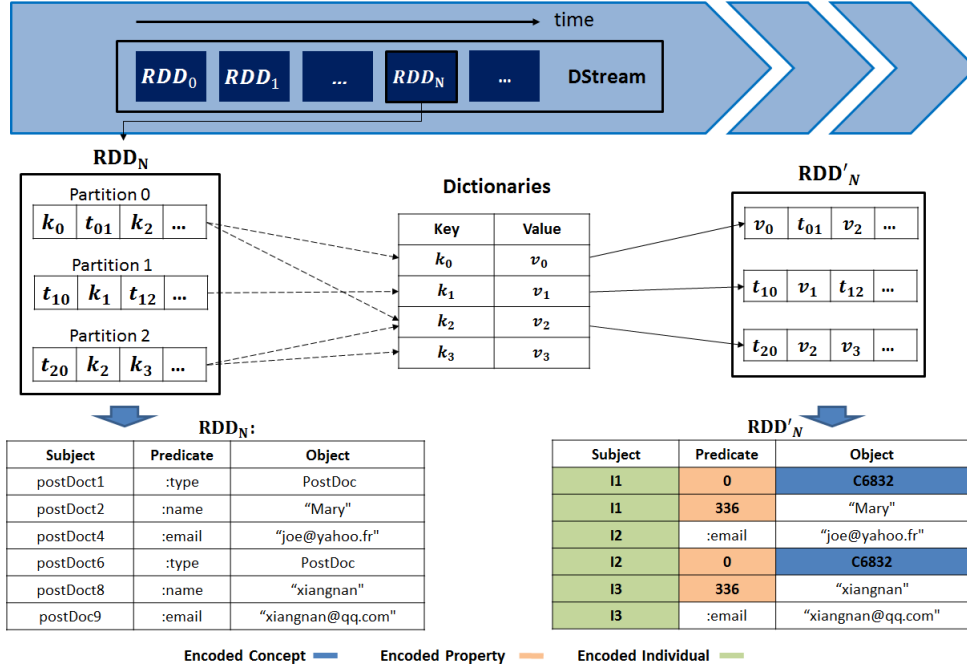 time
RDD₀ RDD₁ ... RDD_N ... DStream
RDD_N
Dictionaries
RDD'_N
Partition 0
k₀ t₀₁ k₂ ...
Partition 1
t₁₀ k₁ t₁₂ ...
Partition 2
t₂₀ k₂ k₃ ...
Key Value
k₀ v₀
k₁ v₁
k₂ v₂
k₃ v₃
v₀ t₀₁ v₂ ...
t₁₀ v₁ t₁₂ ...
t₂₀ v₂ v₃ ...
RDD_N:
Subject Predicate Object
postDoct1 :type PostDoc
postDoct2 :name “Mary"
postDoct4 :email “joe@yahoo.fr"
postDoct6 :type PostDoc
postDoct8 :name “xiangnan”
postDoc9 :email “xiangnan@qq.com"
RDD'_N
Subject Predicate Object
I1 0 C6832
I1 336 “Mary"
I2 :email “joe@yahoo.fr"
I2 0 C6832
I3 336 “xiangnan”
I3 :email “xiangnan@qq.com"
Encoded Concept Encoded Property Encoded Individual